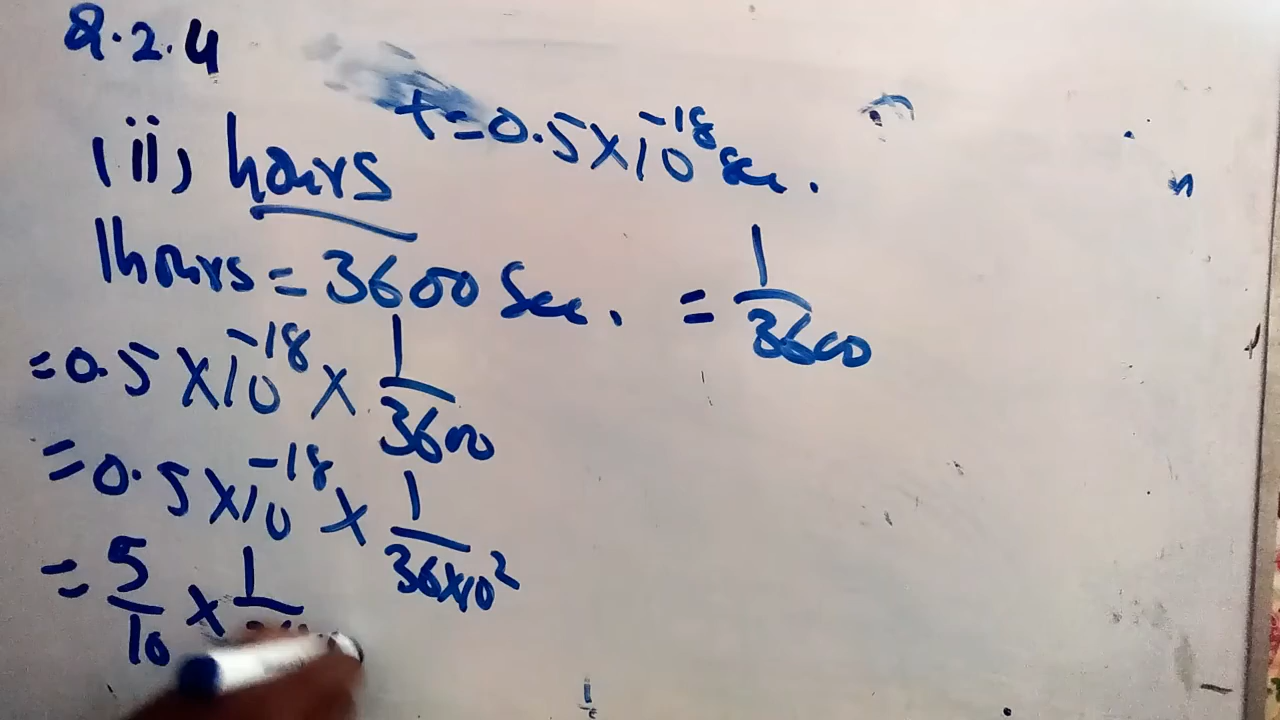 Q.2.4
t=0.5×10⁻¹⁸ sec.
(ii) hours
1hours = 3600 Sec. = 1/3600
=0.5×10⁻¹⁸ × 1/3600
=0.5×10⁻¹⁸ × 1/36×10²
= 5/10 × 1/